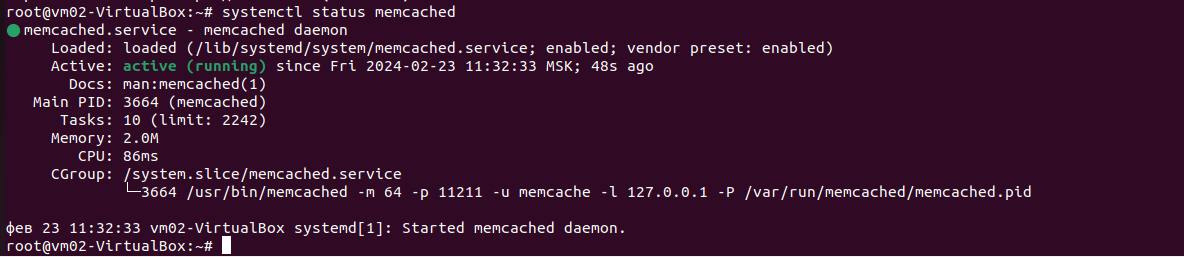 root@vm02-VirtualBox:~# systemctl status memcached
● memcached.service - memcached daemon
     Loaded: loaded (/lib/systemd/system/memcached.service; enabled; vendor preset: enabled)
     Active: active (running) since Fri 2024-02-23 11:32:33 MSK; 48s ago
       Docs: man:memcached(1)
   Main PID: 3664 (memcached)
      Tasks: 10 (limit: 2242)
     Memory: 2.0M
        CPU: 86ms
     CGroup: /system.slice/memcached.service
             └─3664 /usr/bin/memcached -m 64 -p 11211 -u memcache -l 127.0.0.1 -P /var/run/memcached/memcached.pid
фев 23 11:32:33 vm02-VirtualBox systemd[1]: Started memcached daemon.
root@vm02-VirtualBox:~#